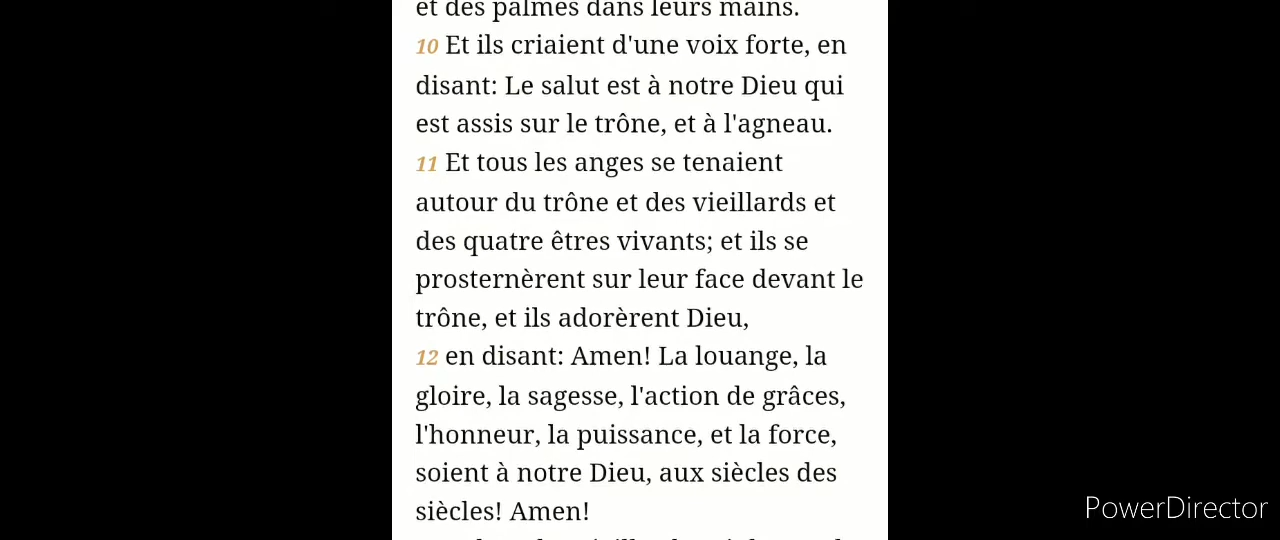 et des palmes dans leurs mains.
10 Et ils criaient d'une voix forte, en
disant: Le salut est à notre Dieu qui
est assis sur le trône, et à l'agneau.
11 Et tous les anges se tenaient
autour du trône et des vieillards et
des quatre êtres vivants; et ils se
prosternèrent sur leur face devant le
trône, et ils adorèrent Dieu,
12 en disant: Amen! La louange, la
gloire, la sagesse, l'action de grâces,
l'honneur, la puissance, et la force,
soient à notre Dieu, aux siècles des
siècles! Amen!
PowerDirector